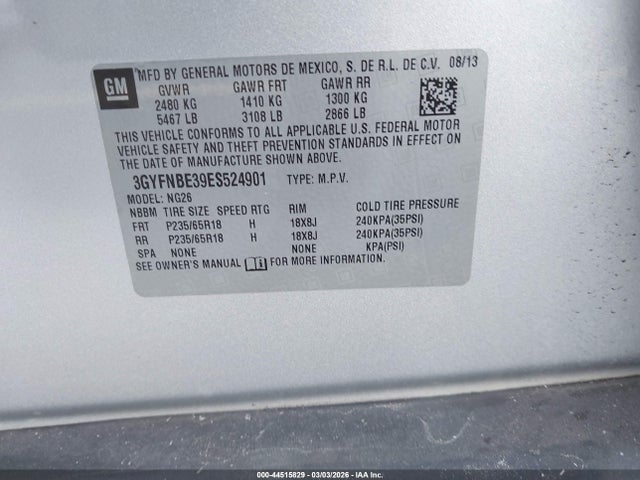 GM
MFD BY GENERAL MOTORS DE MEXICO, S. DE R.L. DE C.V. 08/13
GVWR GAWR FRT GAWR RR
2480 KG 1410 KG 1300 KG
5467 LB 3108 LB 2866 LB
THIS VEHICLE CONFORMS TO ALL APPLICABLE U.S. FEDERAL MOTOR
VEHICLE SAFETY AND THEFT PREVENTION STANDARDS IN EFFECT ON
THE DATE OF MANUFACTURE SHOWN ABOVE.
3GYFNBE39ES524901 TYPE: M.P.V.
MODEL: NG26
NBBM TIRE SIZE SPEED RTG RIM COLD TIRE PRESSURE
FRT P235/65R18 H 18X8J 240KPA(35PSI)
RR P235/65R18 H 18X8J 240KPA(35PSI)
SPA NONE NONE KPA(PSI)
SEE OWNER'S MANUAL FOR MORE INFORMATION.
000-44515829 - 03/03/2026 - IAA Inc.